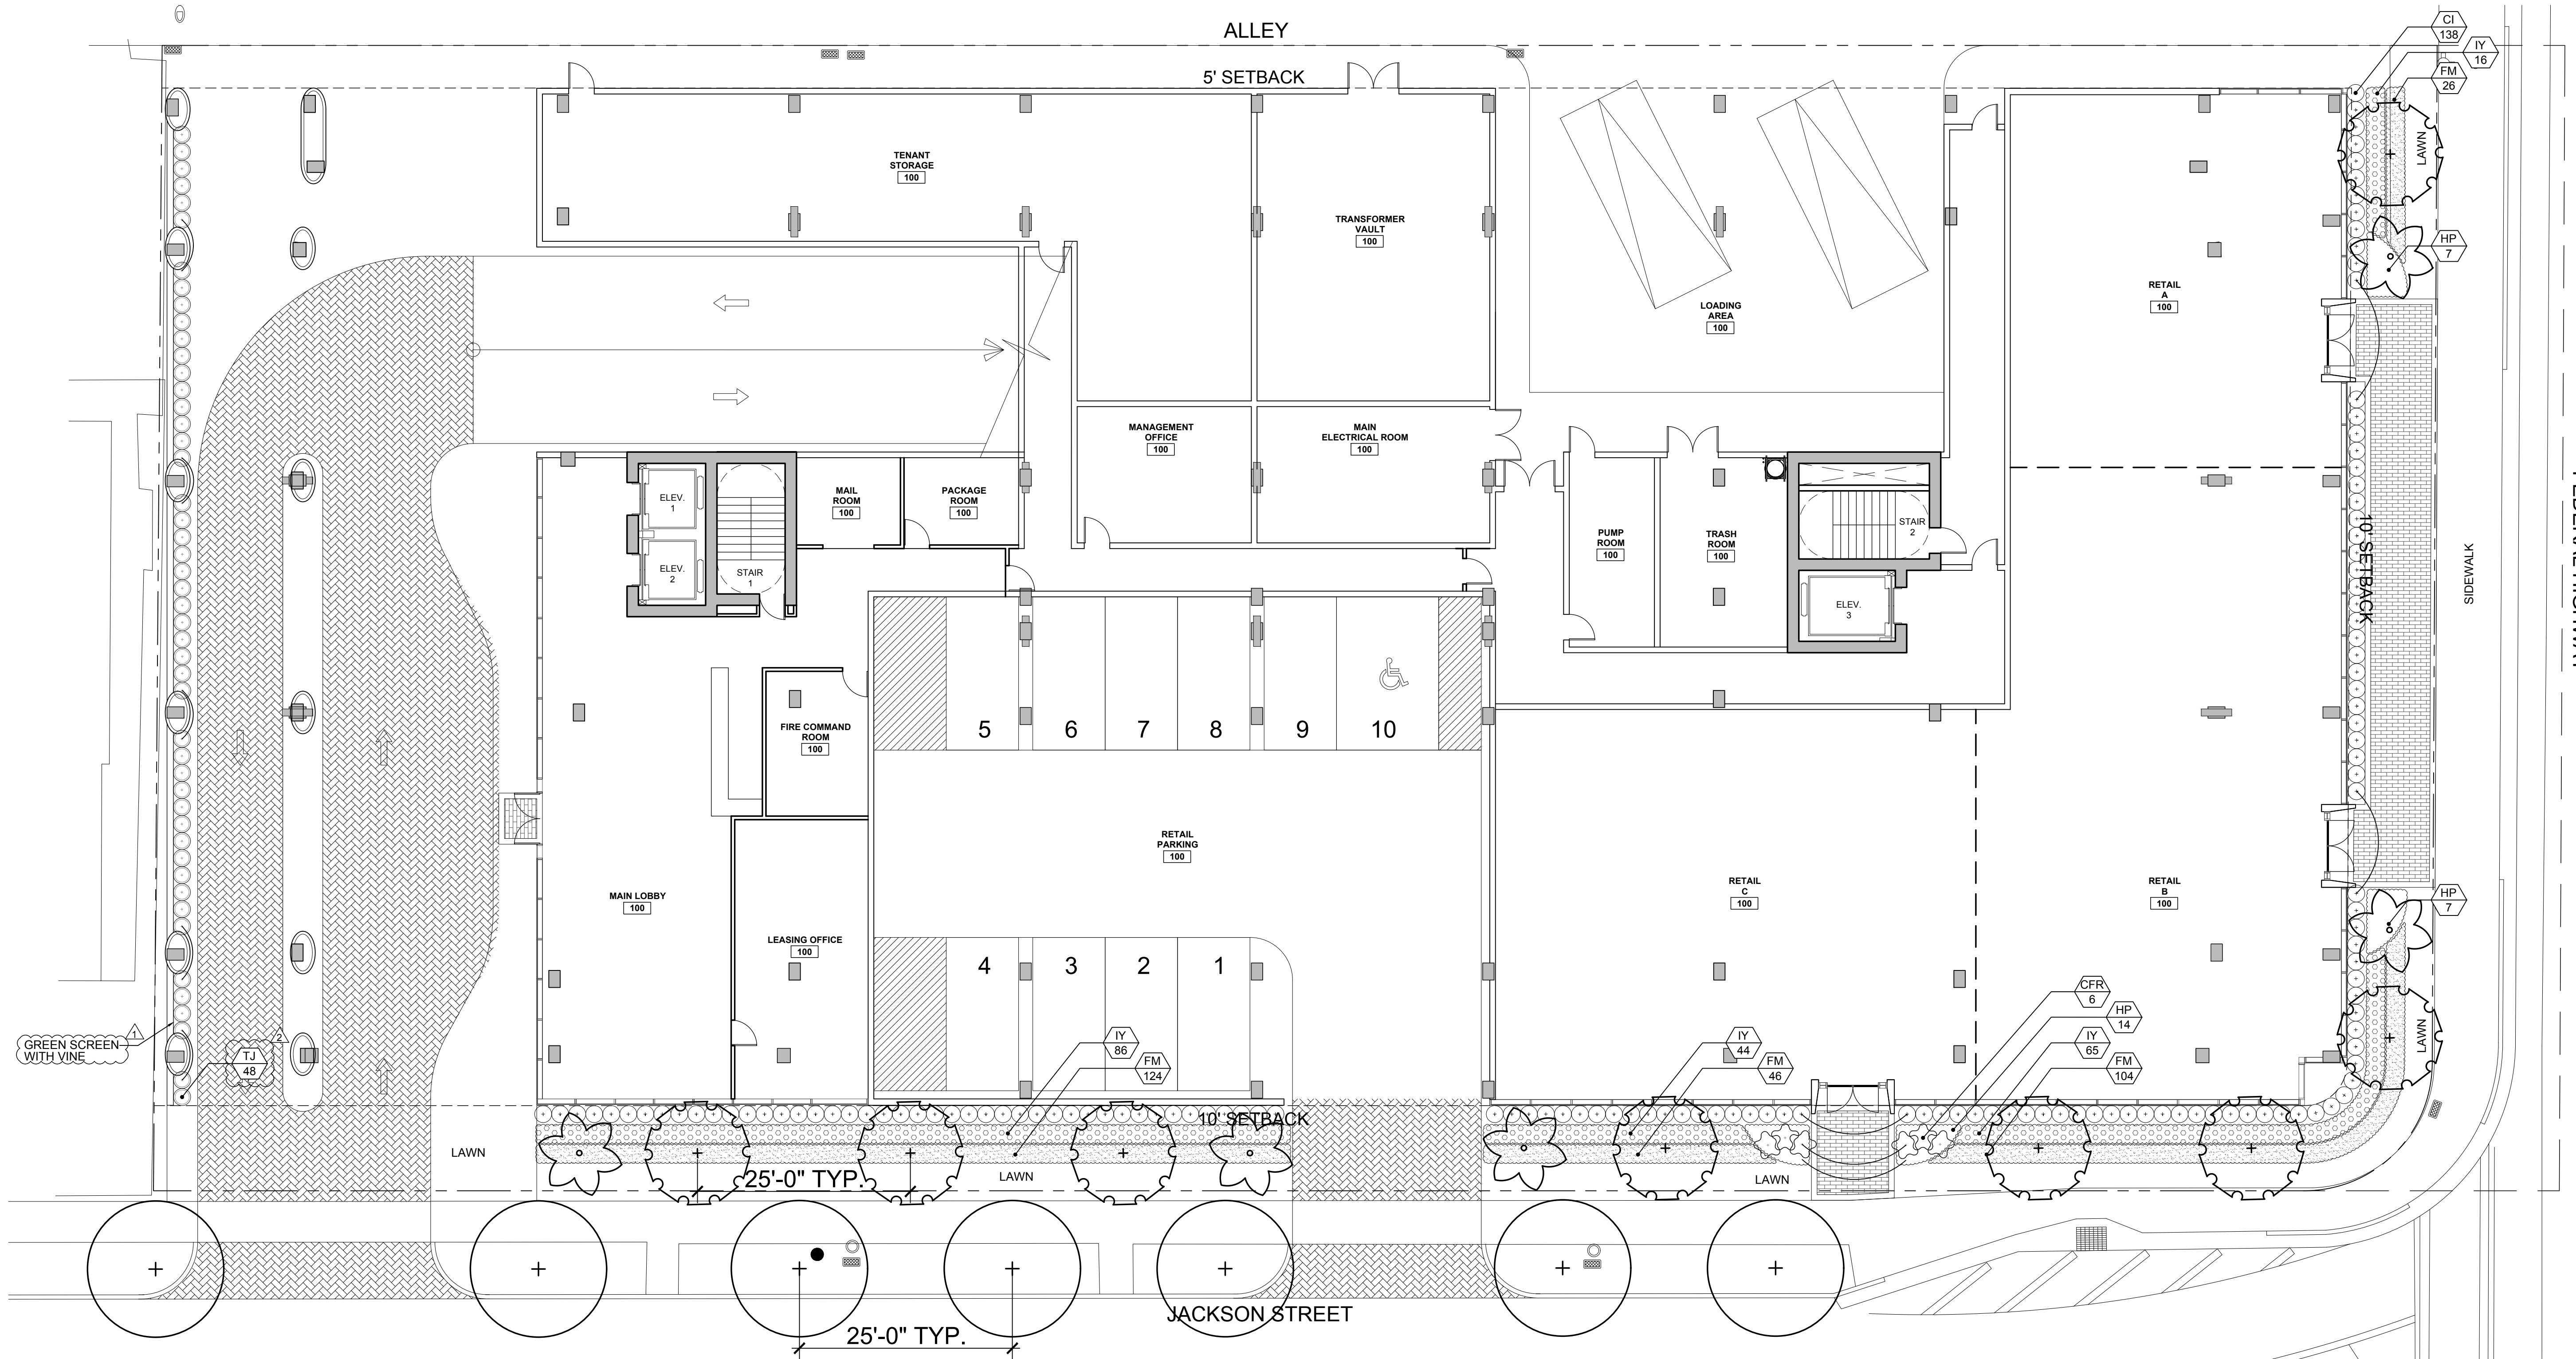 ALLEY
5' SETBACK
CI
138
IY
16
FM
26
LAWN
HP
7
TENANT
STORAGE
100
TRANSFORMER
VAULT
100
LOADING
AREA
100
RETAIL
A
100
MANAGEMENT
OFFICE
100
MAIN
ELECTRICAL ROOM
100
ELEV.
1
ELEV.
2
STAIR
1
MAIL
ROOM
100
PACKAGE
ROOM
100
PUMP
ROOM
100
TRASH
ROOM
100
STAIR
2
ELEV.
3
10' SETBACK
SIDEWALK
FIRE COMMAND
ROOM
100
5
6
7
8
9
10
RETAIL
PARKING
100
MAIN LOBBY
100
LEASING OFFICE
100
4
3
2
1
RETAIL
C
100
RETAIL
B
100
HP
7
CFR
6
HP
14
IY
65
FM
104
IY
44
FM
46
IY
86
FM
124
LAWN
GREEN SCREEN
WITH VINE
1
TJ
48
2
10' SETBACK
LAWN
LAWN
LAWN
25'-0" TYP.
JACKSON STREET
25'-0" TYP.